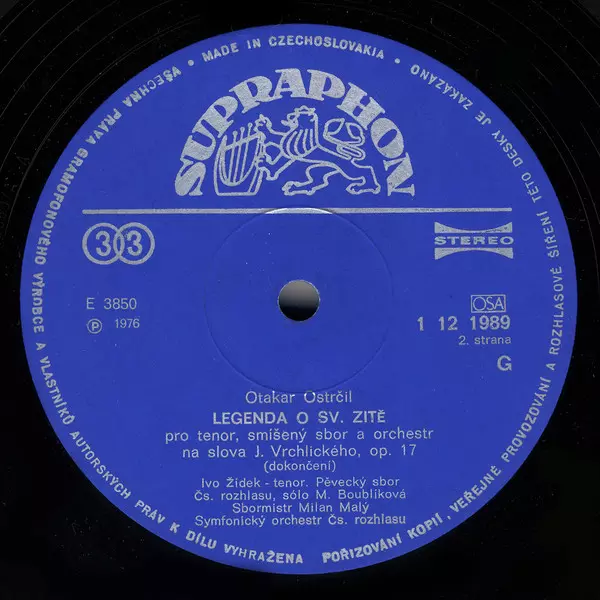 MADE IN CZECHOSLOVAKIA • VŠECHNA PRÁVA GRAMOFONOVÉHO VÝROBCE A VLASTNÍKŮ AUTORSKÝCH PRÁV K DÍLU VYHRAŽENA
POŘIZOVÁNÍ KOPIÍ, VEŘEJNÉ PROVOZOVÁNÍ A ROZHLASOVÉ ŠÍŘENÍ TÉTO DESKY JE ZAKÁZÁNO
SUPRAPHON
33
STEREO
E 3850
℗ 1976
OSA
1 12 1989
2. strana
G
Otakar Ostrčil
LEGENDA O SV. ZITĚ
pro tenor, smíšený sbor a orchestr
na slova J. Vrchlického, op. 17
(dokončení)
Ivo Žídek - tenor. Pěvecký sbor
Čs. rozhlasu, sólo M. Boublíková
Sbormistr Milan Malý
Symfonický orchestr Čs. rozhlasu